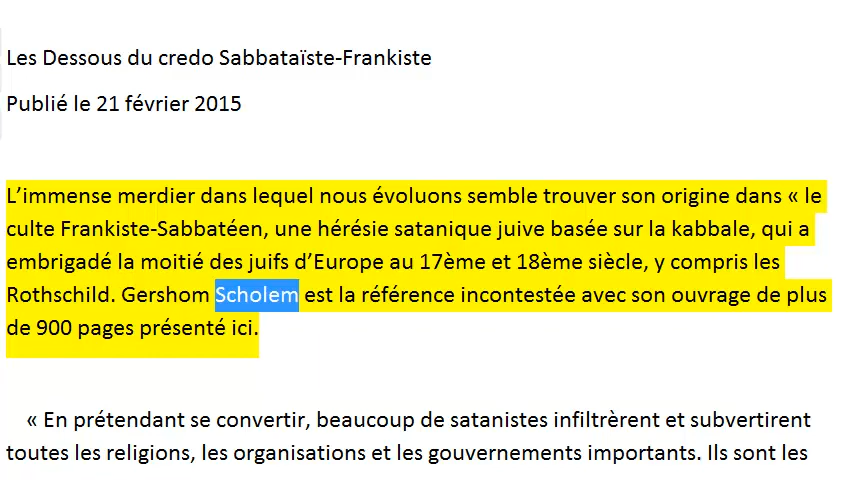 Les Dessous du credo Sabbataïste-Frankiste
Publié le 21 février 2015
L’immense merdier dans lequel nous évoluons semble trouver son origine dans « le
culte Frankiste-Sabbatéen, une hérésie satanique juive basée sur la kabbale, qui a
embrigadé la moitié des juifs d’Europe au 17ème et 18ème siècle, y compris les
Rothschild. Gershom Scholem est la référence incontestée avec son ouvrage de plus
de 900 pages présenté ici.
« En prétendant se convertir, beaucoup de satanistes infiltrèrent et subvertirent
toutes les religions, les organisations et les gouvernements importants. Ils sont les